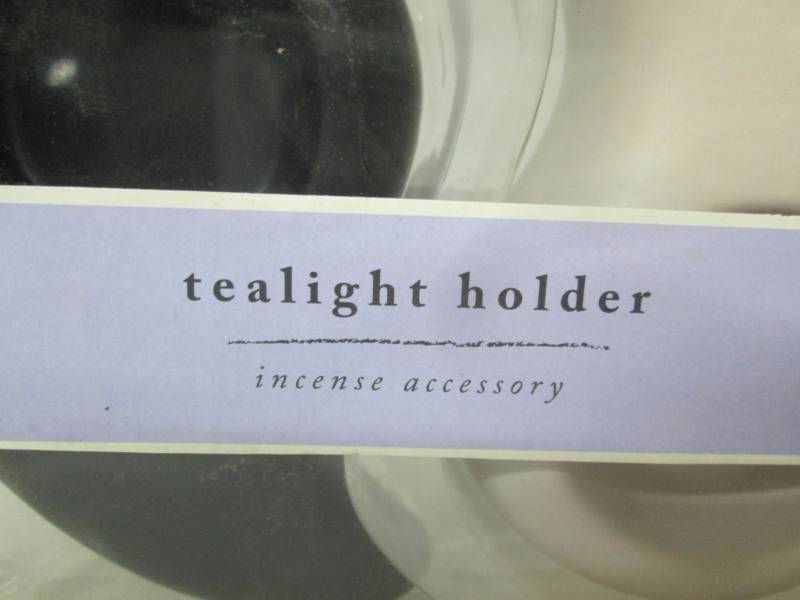 tealight holder
incense accessory